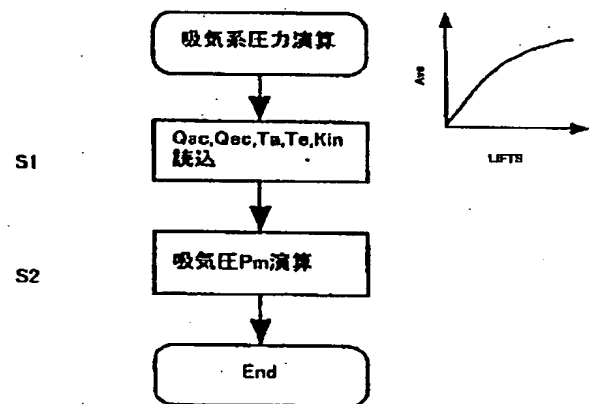 吸気系圧力演算
S1
Qac,Qec,Ta,Te,Kin
読込
S2
吸気圧Pm演算
End
Ave
LIFTS